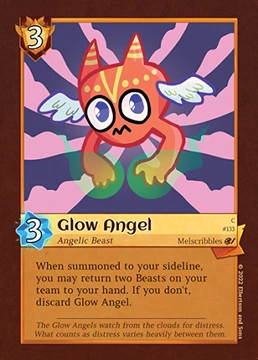 3
Glow Angel
C
#133
3
Angelic Beast
Melscribbles
When summoned to your sideline,
you may return two Beasts on your
team to your hand. If you don't,
discard Glow Angel.
The Glow Angels watch from the clouds for distress.
What counts as distress varies heavily between them.
© 2022 Elbertson and Sons